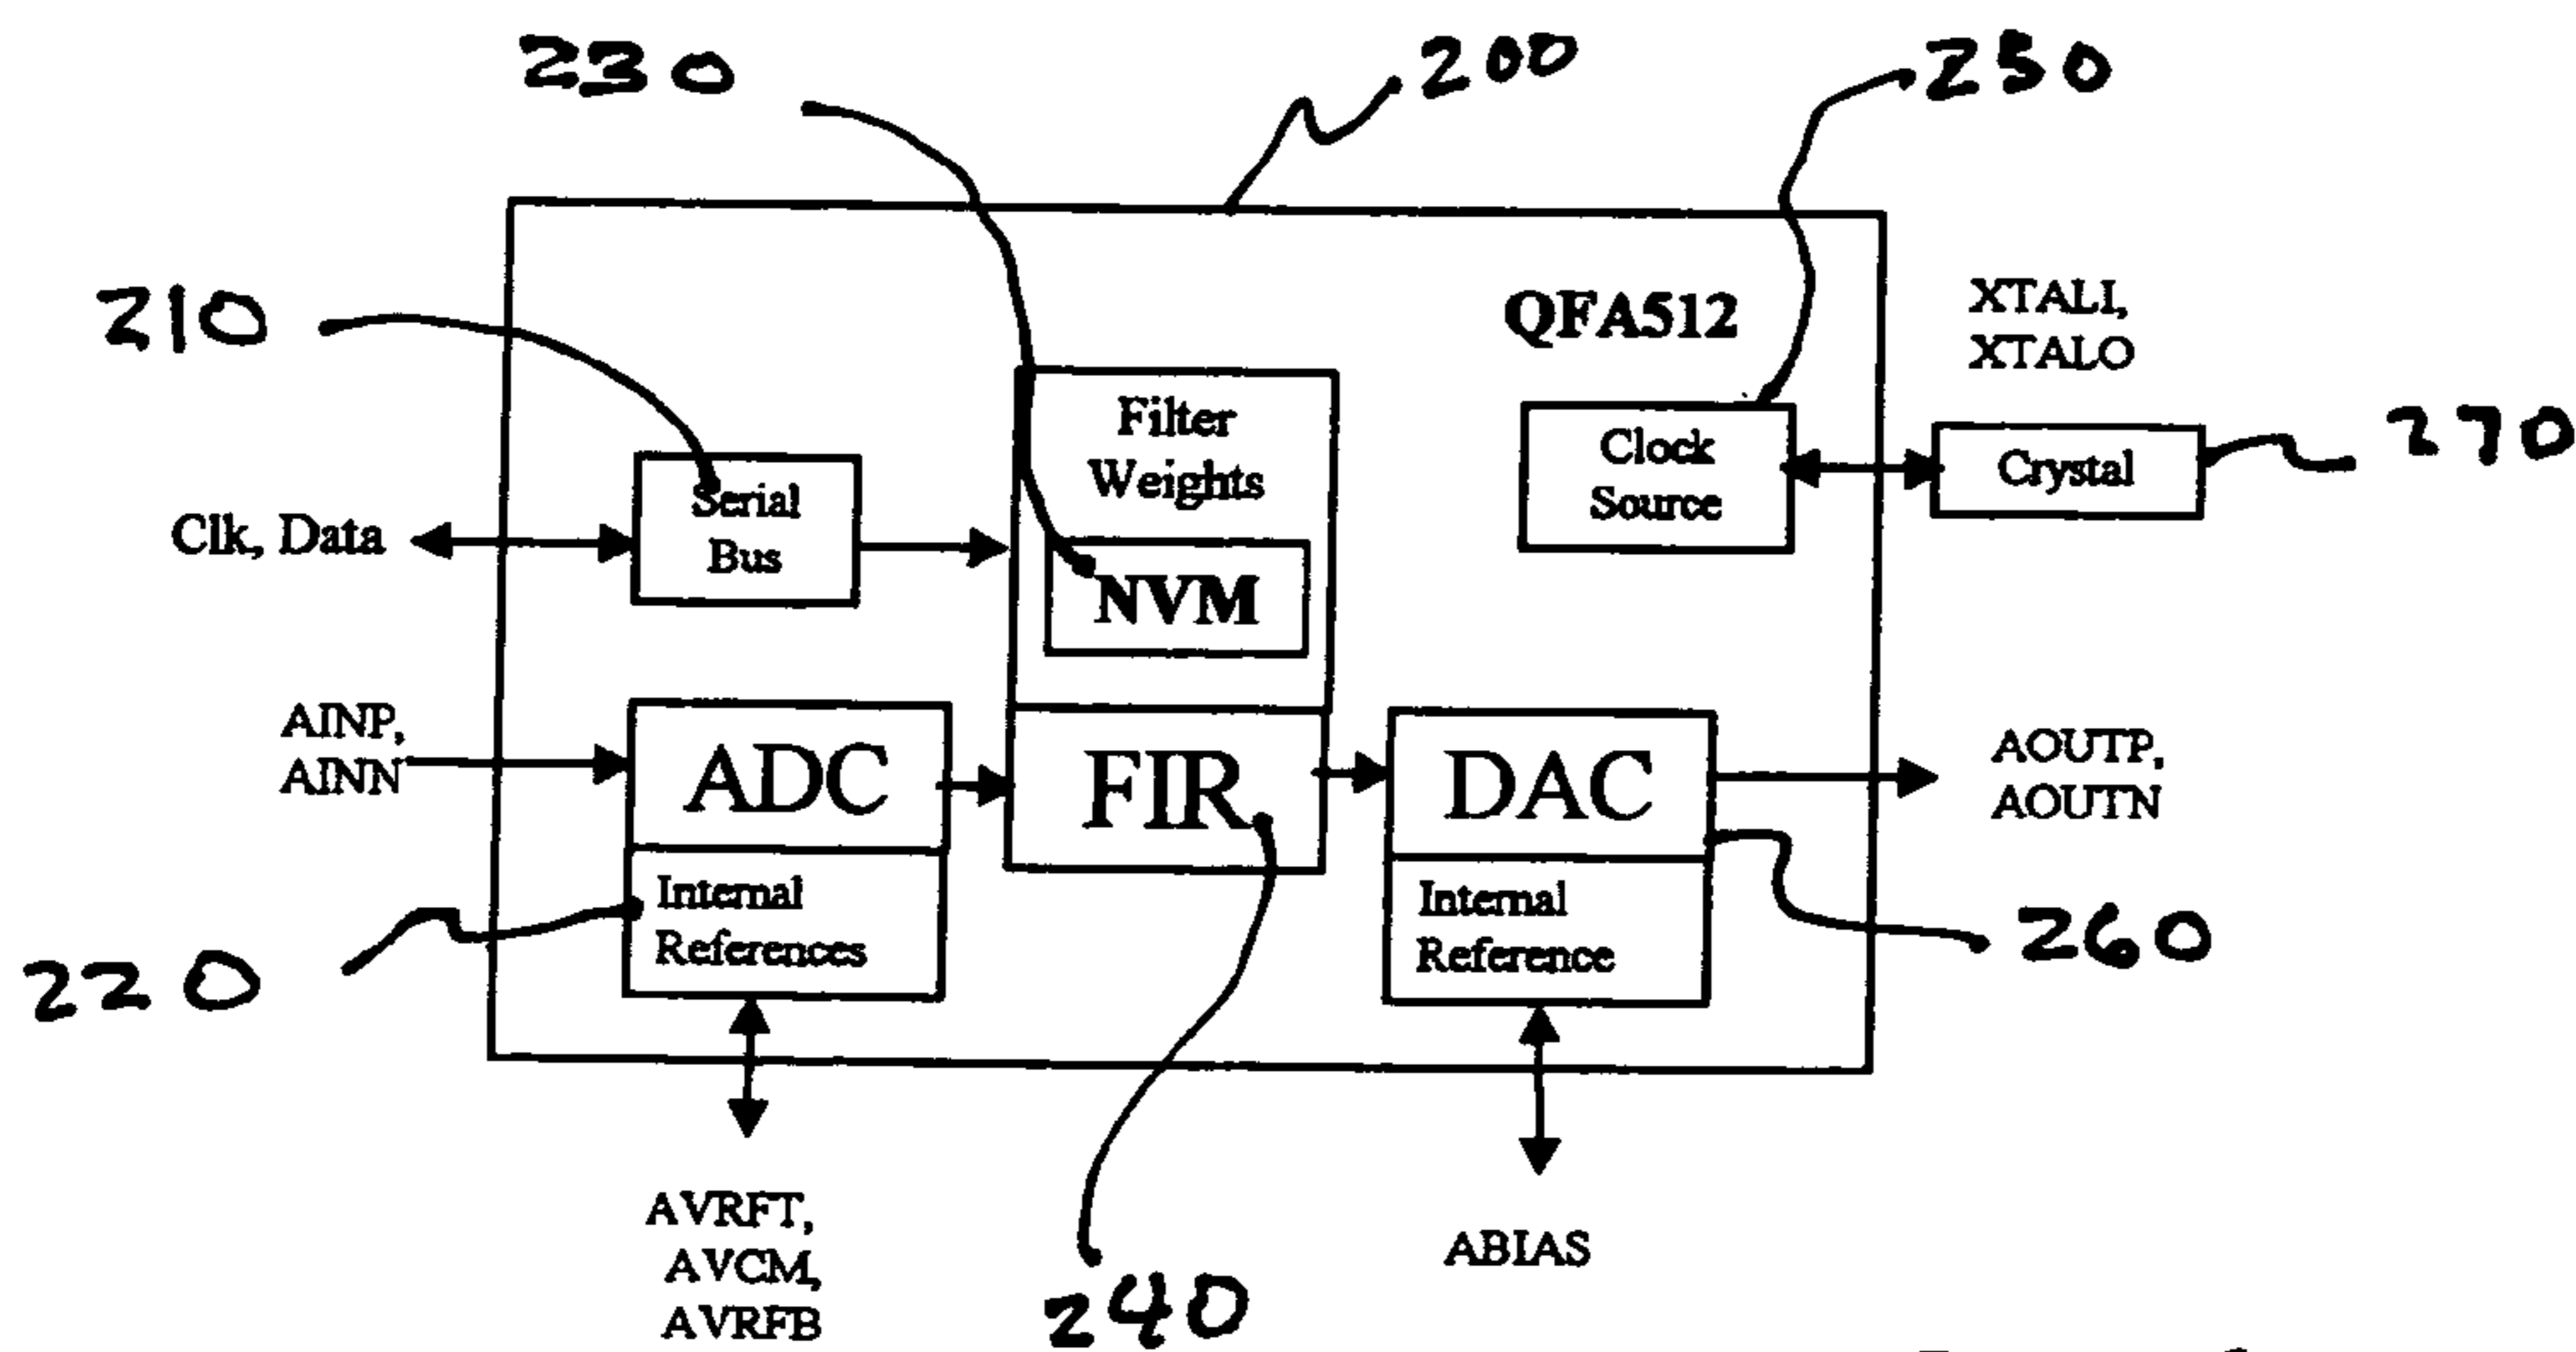 230
200
250
210
QFA512
XTALI,
XTALO
270
Filter
Weights
Clock
Source
Crystal
Clk, Data
Serial
Bus
NVM
AINP,
AINN
ADC
FIR
DAC
AOUTP,
AOUTN
Internal
References
Internal
Reference
220
260
AVRFT,
AVCM,
AVRFB
240
ABIAS